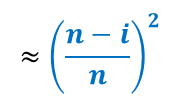 ≈ ((n − i)/n)²